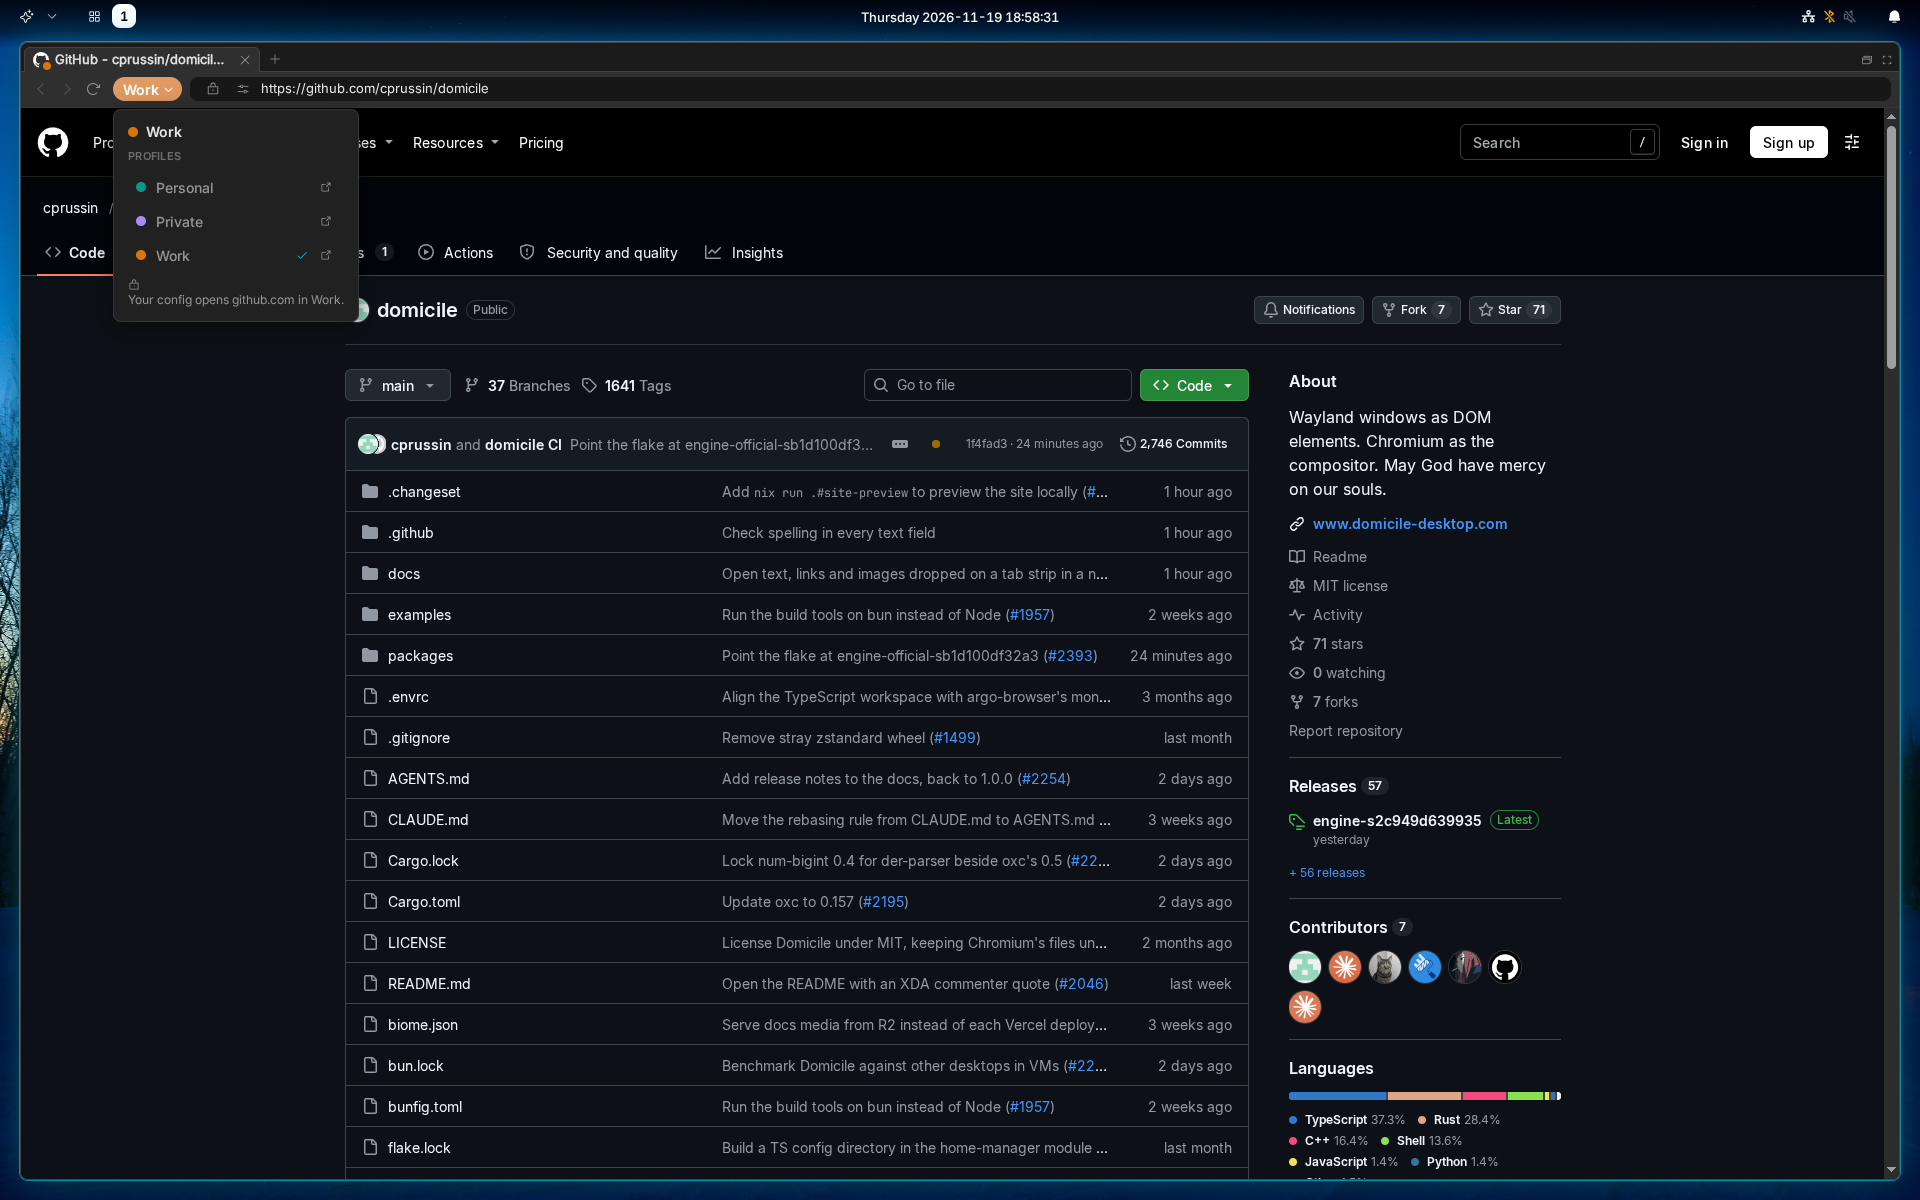 1
Thursday 2026-11-19 18:58:31
GitHub - cprussin/domicil...
Work
https://github.com/cprussin/domicile
Work
PROFILES
Personal
Private
Work
Your config opens github.com in Work.
Resources
Pricing
Search
/
Sign in
Sign up
cprussin /
Code
1
Actions
Security and quality
Insights
domicile
Public
Notifications
Fork 7
Star 71
main
37 Branches
1641 Tags
Go to file
Code
cprussin and domicile CI Point the flake at engine-official-sb1d100df3...
1f4fad3 · 24 minutes ago
2,746 Commits
.changeset Add nix run .#site-preview to preview the site locally (#... 1 hour ago
.github Check spelling in every text field 1 hour ago
docs Open text, links and images dropped on a tab strip in a n... 1 hour ago
examples Run the build tools on bun instead of Node (#1957) 2 weeks ago
packages Point the flake at engine-official-sb1d100df32a3 (#2393) 24 minutes ago
.envrc Align the TypeScript workspace with argo-browser's mon... 3 months ago
.gitignore Remove stray zstandard wheel (#1499) last month
AGENTS.md Add release notes to the docs, back to 1.0.0 (#2254) 2 days ago
CLAUDE.md Move the rebasing rule from CLAUDE.md to AGENTS.md ... 3 weeks ago
Cargo.lock Lock num-bigint 0.4 for der-parser beside oxc's 0.5 (#22... 2 days ago
Cargo.toml Update oxc to 0.157 (#2195) 2 days ago
LICENSE License Domicile under MIT, keeping Chromium's files un... 2 months ago
README.md Open the README with an XDA commenter quote (#2046) last week
biome.json Serve docs media from R2 instead of each Vercel deploy... 3 weeks ago
bun.lock Benchmark Domicile against other desktops in VMs (#22... 2 days ago
bunfig.toml Run the build tools on bun instead of Node (#1957) 2 weeks ago
flake.lock Build a TS config directory in the home-manager module ... last month
About
Wayland windows as DOM
elements. Chromium as the
compositor. May God have mercy
on our souls.
www.domicile-desktop.com
Readme
MIT license
Activity
71 stars
0 watching
7 forks
Report repository
Releases 57
engine-s2c949d639935 Latest
yesterday
+ 56 releases
Contributors 7
Languages
TypeScript 37.3% Rust 28.4%
C++ 16.4% Shell 13.6%
JavaScript 1.4% Python 1.4%